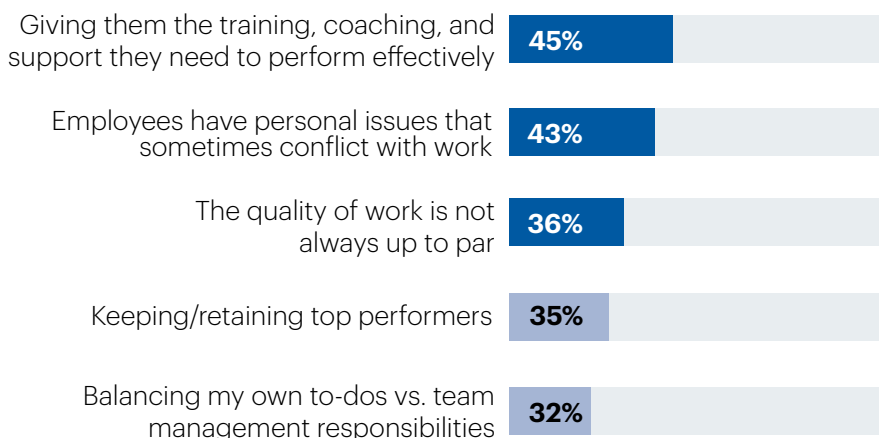 Giving them the training, coaching, and
support they need to perform effectively
45%
Employees have personal issues that
sometimes conflict with work
43%
The quality of work is not
always up to par
36%
Keeping/retaining top performers
35%
Balancing my own to-dos vs. team
management responsibilities
32%